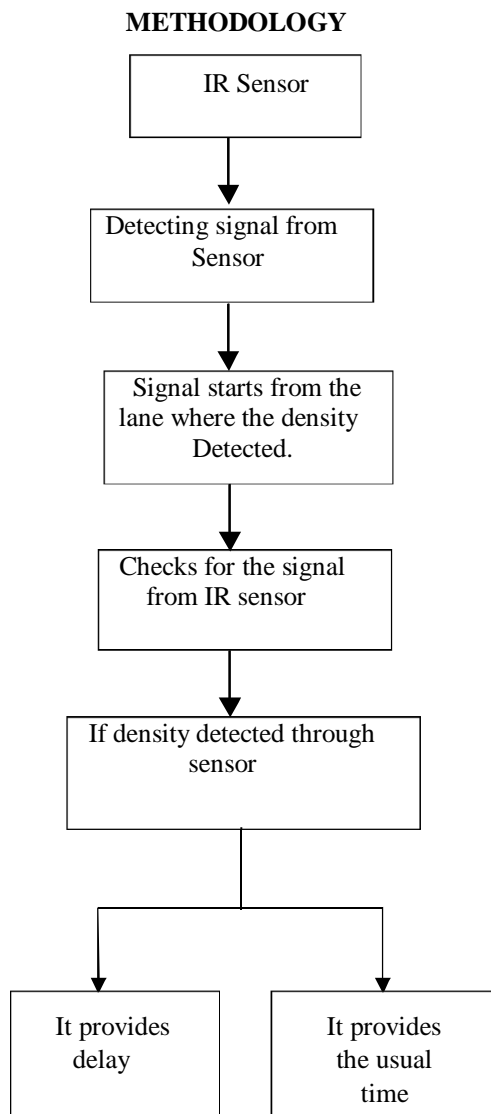 METHODOLOGY
IR Sensor
Detecting signal from
Sensor
Signal starts from the
lane where the density
Detected.
Checks for the signal
from IR sensor
If density detected through
sensor
It provides
delay
It provides
the usual
time